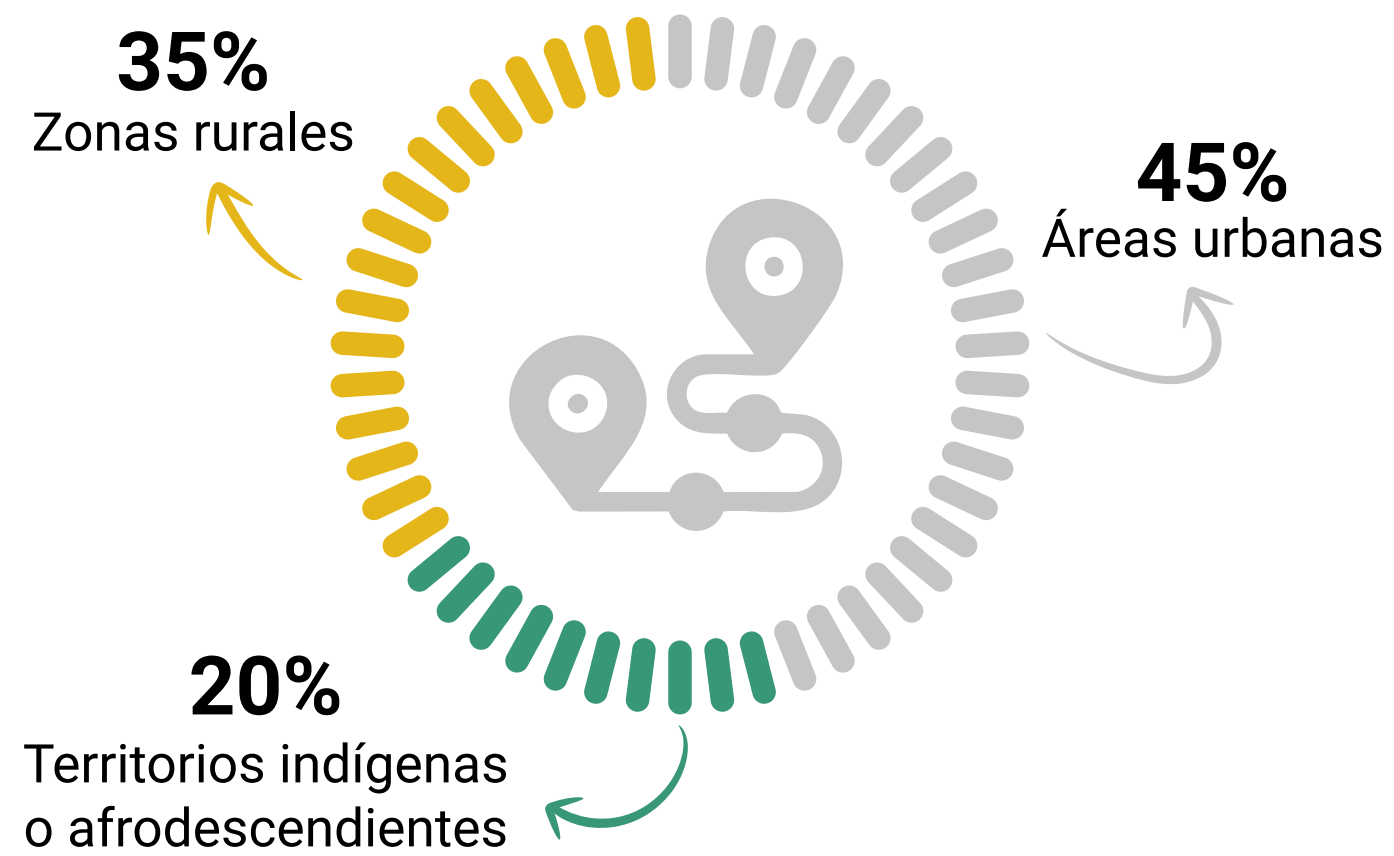 35%
Zonas rurales
45%
Áreas urbanas
20%
Territorios indígenas
o afrodescendientes